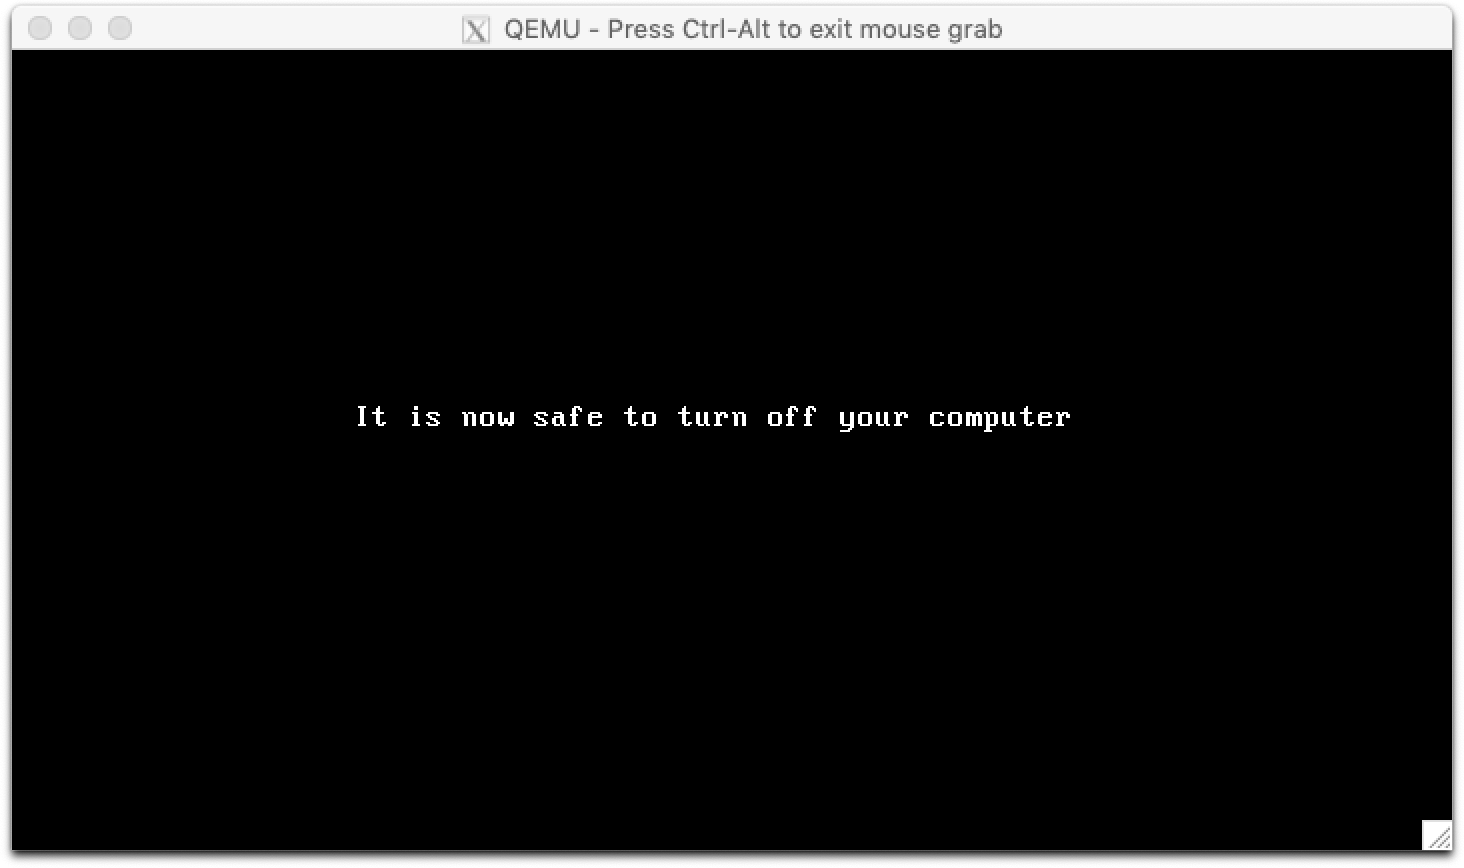 QEMU - Press Ctrl-Alt to exit mouse grab
It is now safe to turn off your computer